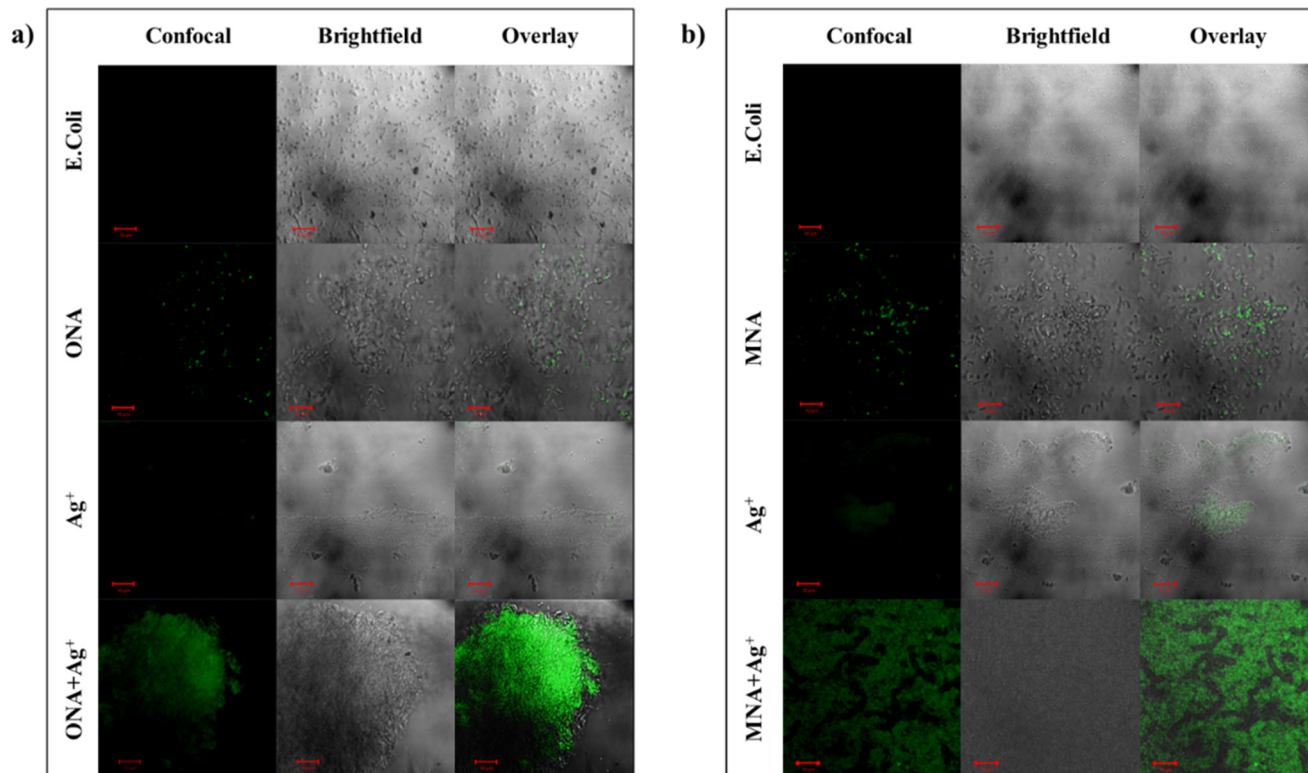 a)
Confocal Brightfield Overlay
E.Coli
ONA
Ag⁺
ONA+Ag⁺
b)
Confocal Brightfield Overlay
E.Coli
MNA
Ag⁺
MNA+Ag⁺